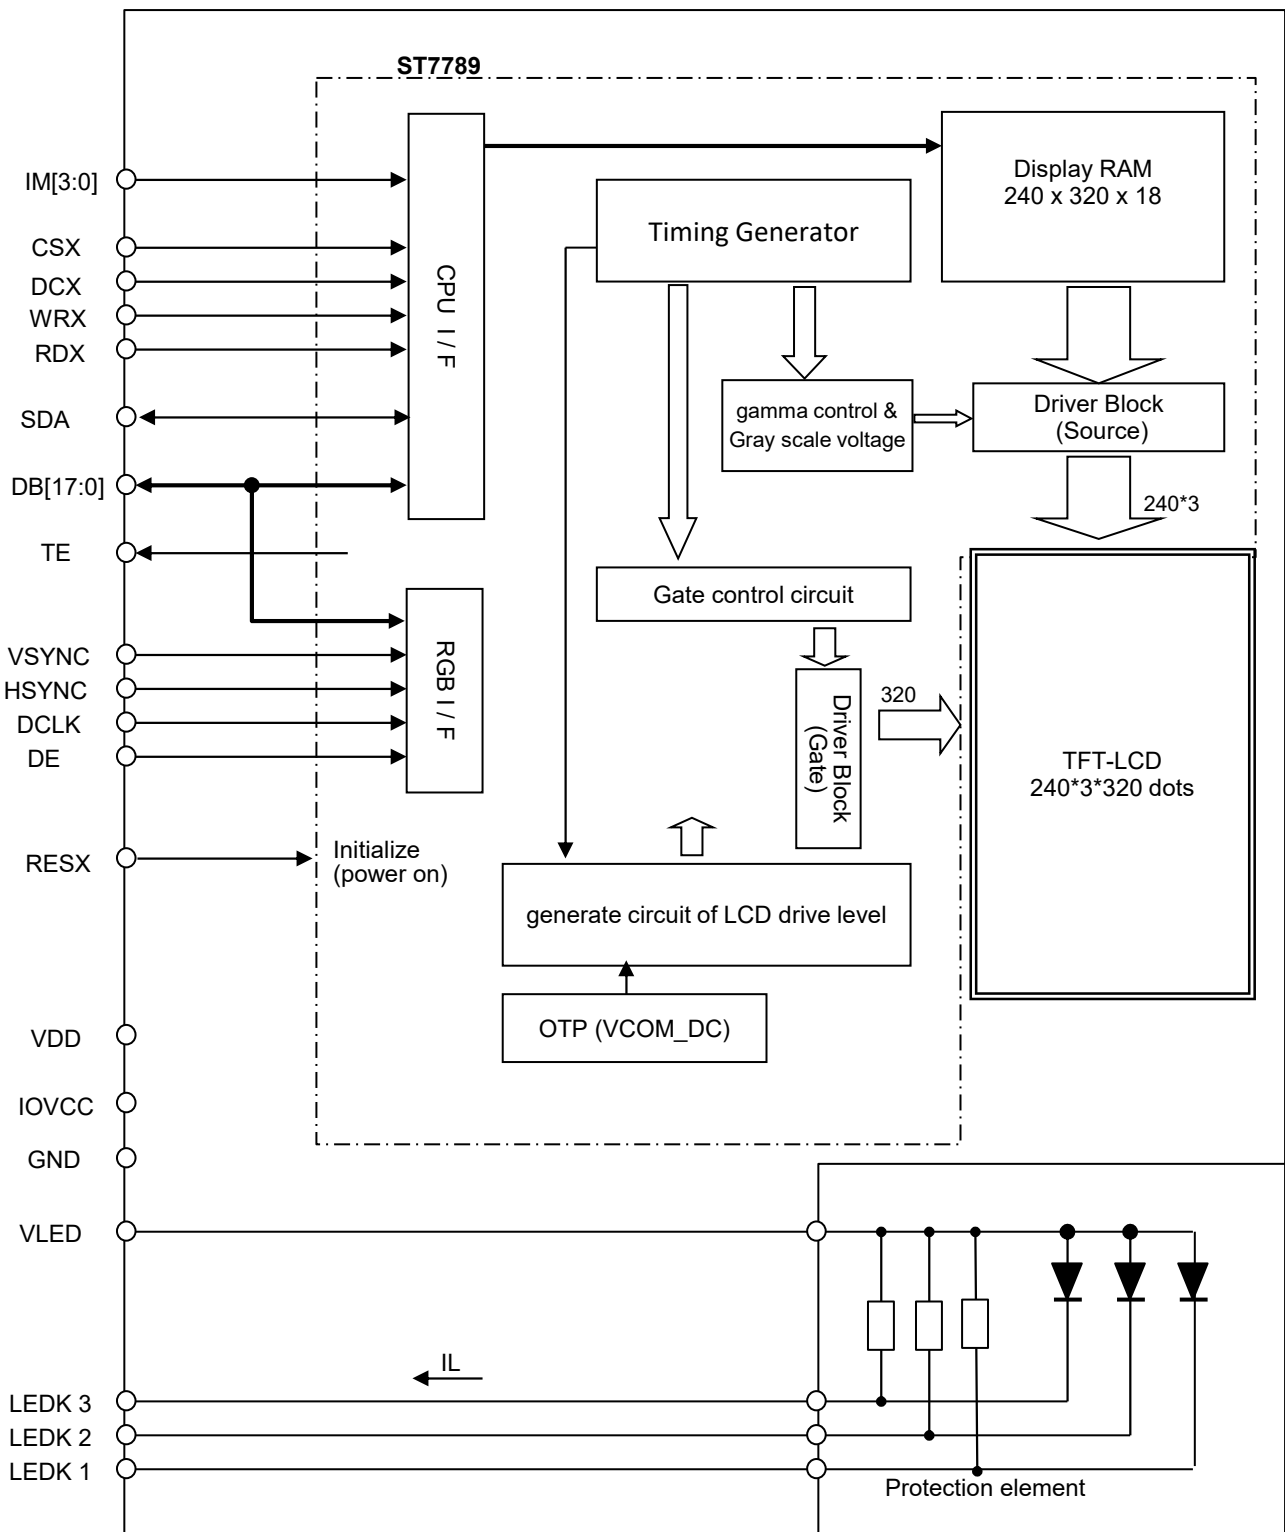 ST7789
IM[3:0]
CSX
DCX
WRX
RDX
SDA
DB[17:0]
TE
VSYNC
HSYNC
DCLK
DE
RESX
VDD
IOVCC
GND
VLED
LEDK 3
LEDK 2
LEDK 1
CPU I / F
RGB I / F
Initialize
(power on)
Timing Generator
Display RAM
240 x 320 x 18
gamma control &
Gray scale voltage
Driver Block
(Source)
240*3
Gate control circuit
Driver Block
(Gate)
320
TFT-LCD
240*3*320 dots
generate circuit of LCD drive level
OTP (VCOM_DC)
IL
Protection element